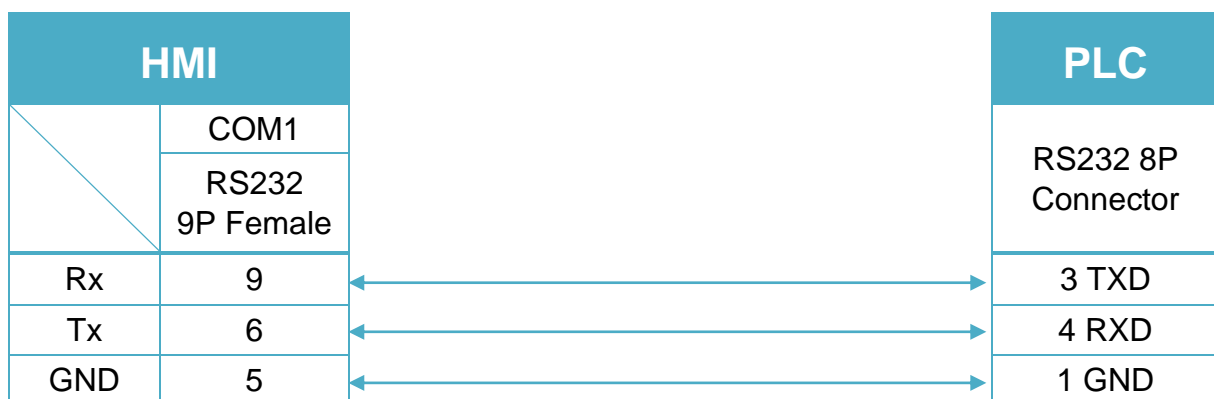 HMI
PLC
COM1
RS232
9P Female
RS232 8P
Connector
Rx 9 3 TXD
Tx 6 4 RXD
GND 5 1 GND